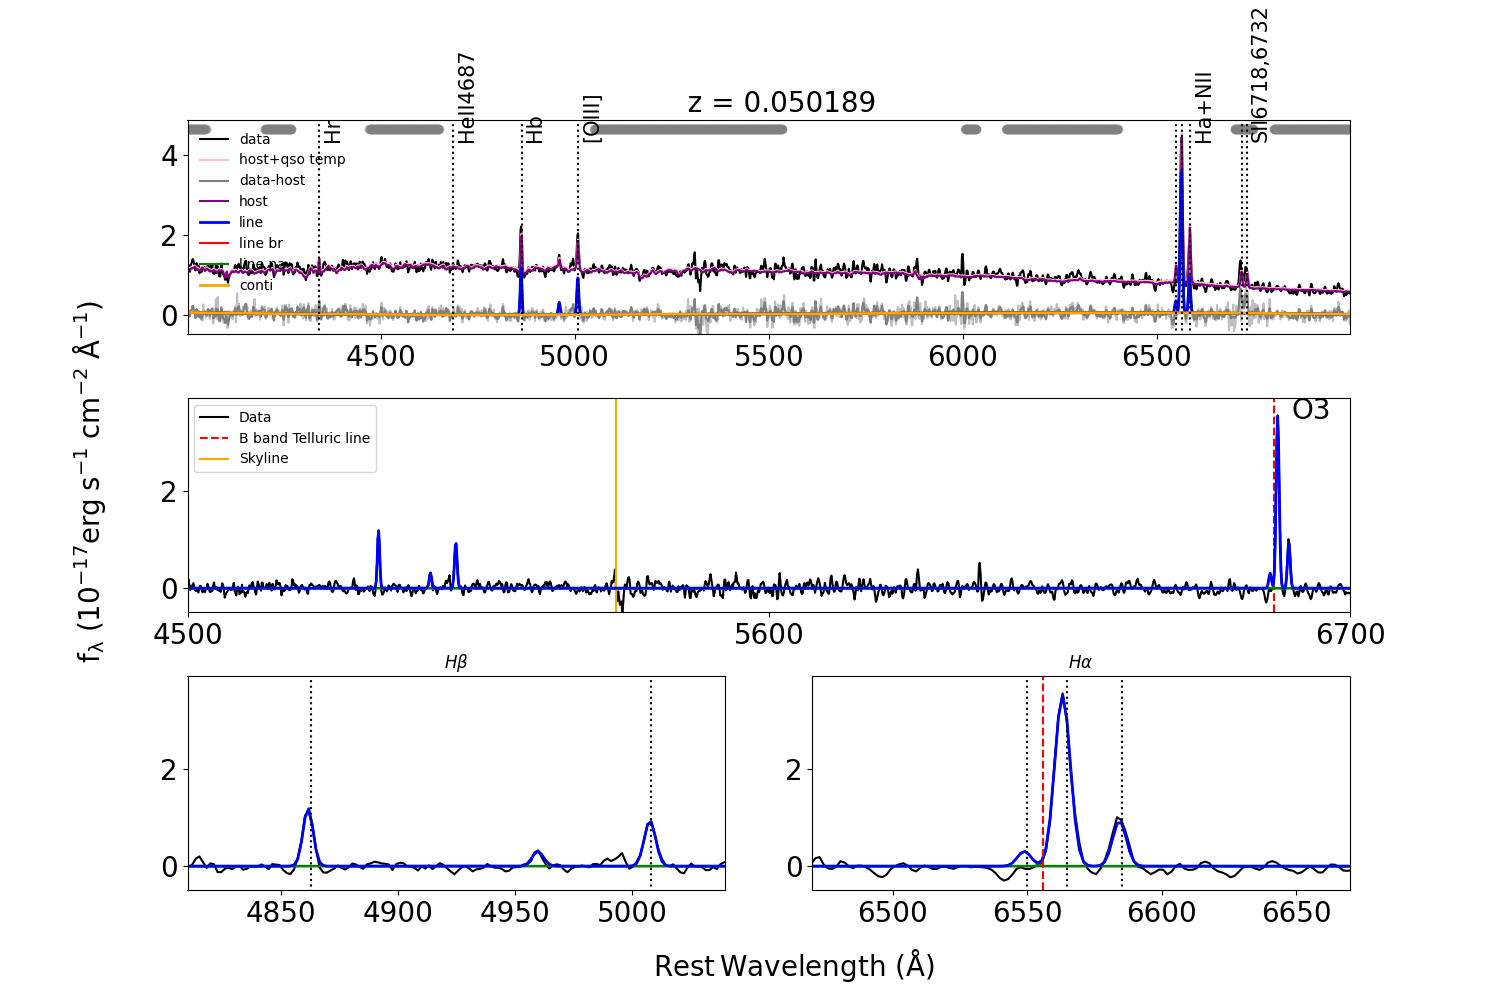 z = 0.050189
Hr
HeII4687
Hb
[OIII]
Ha+NII
SII6718,6732
data
host+qso temp
data-host
host
line
line br
line na
conti
4
2
0
4500
5000
5500
6000
6500
fλ (10⁻¹⁷erg s⁻¹ cm⁻² Å⁻¹)
Data
B band Telluric line
Skyline
O3
2
0
4500
5600
6700
Hβ
2
0
4850
4900
4950
5000
Hα
2
0
6500
6550
6600
6650
Rest Wavelength (Å)